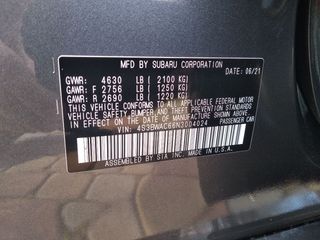 MFD BY SUBARU CORPORATION
GVWR: 4630 LB ( 2100 KG) DATE: 06/21
GAWR: F 2756 LB ( 1250 KG)
GAWR: R 2690 LB ( 1220 KG)
THIS VEHICLE CONFORMS TO ALL APPLICABLE FEDERAL MOTOR
VEHICLE SAFETY, BUMPER AND THEFT PREVENTION STANDARDS
IN EFFECT ON THE DATE OF MANUFACTURE SHOWN ABOVE.
VIN: 4S3BWAC66N3004024 PASSENGER CAR
ASSEMBLED BY SIA, INC. MADE IN U.S.A.